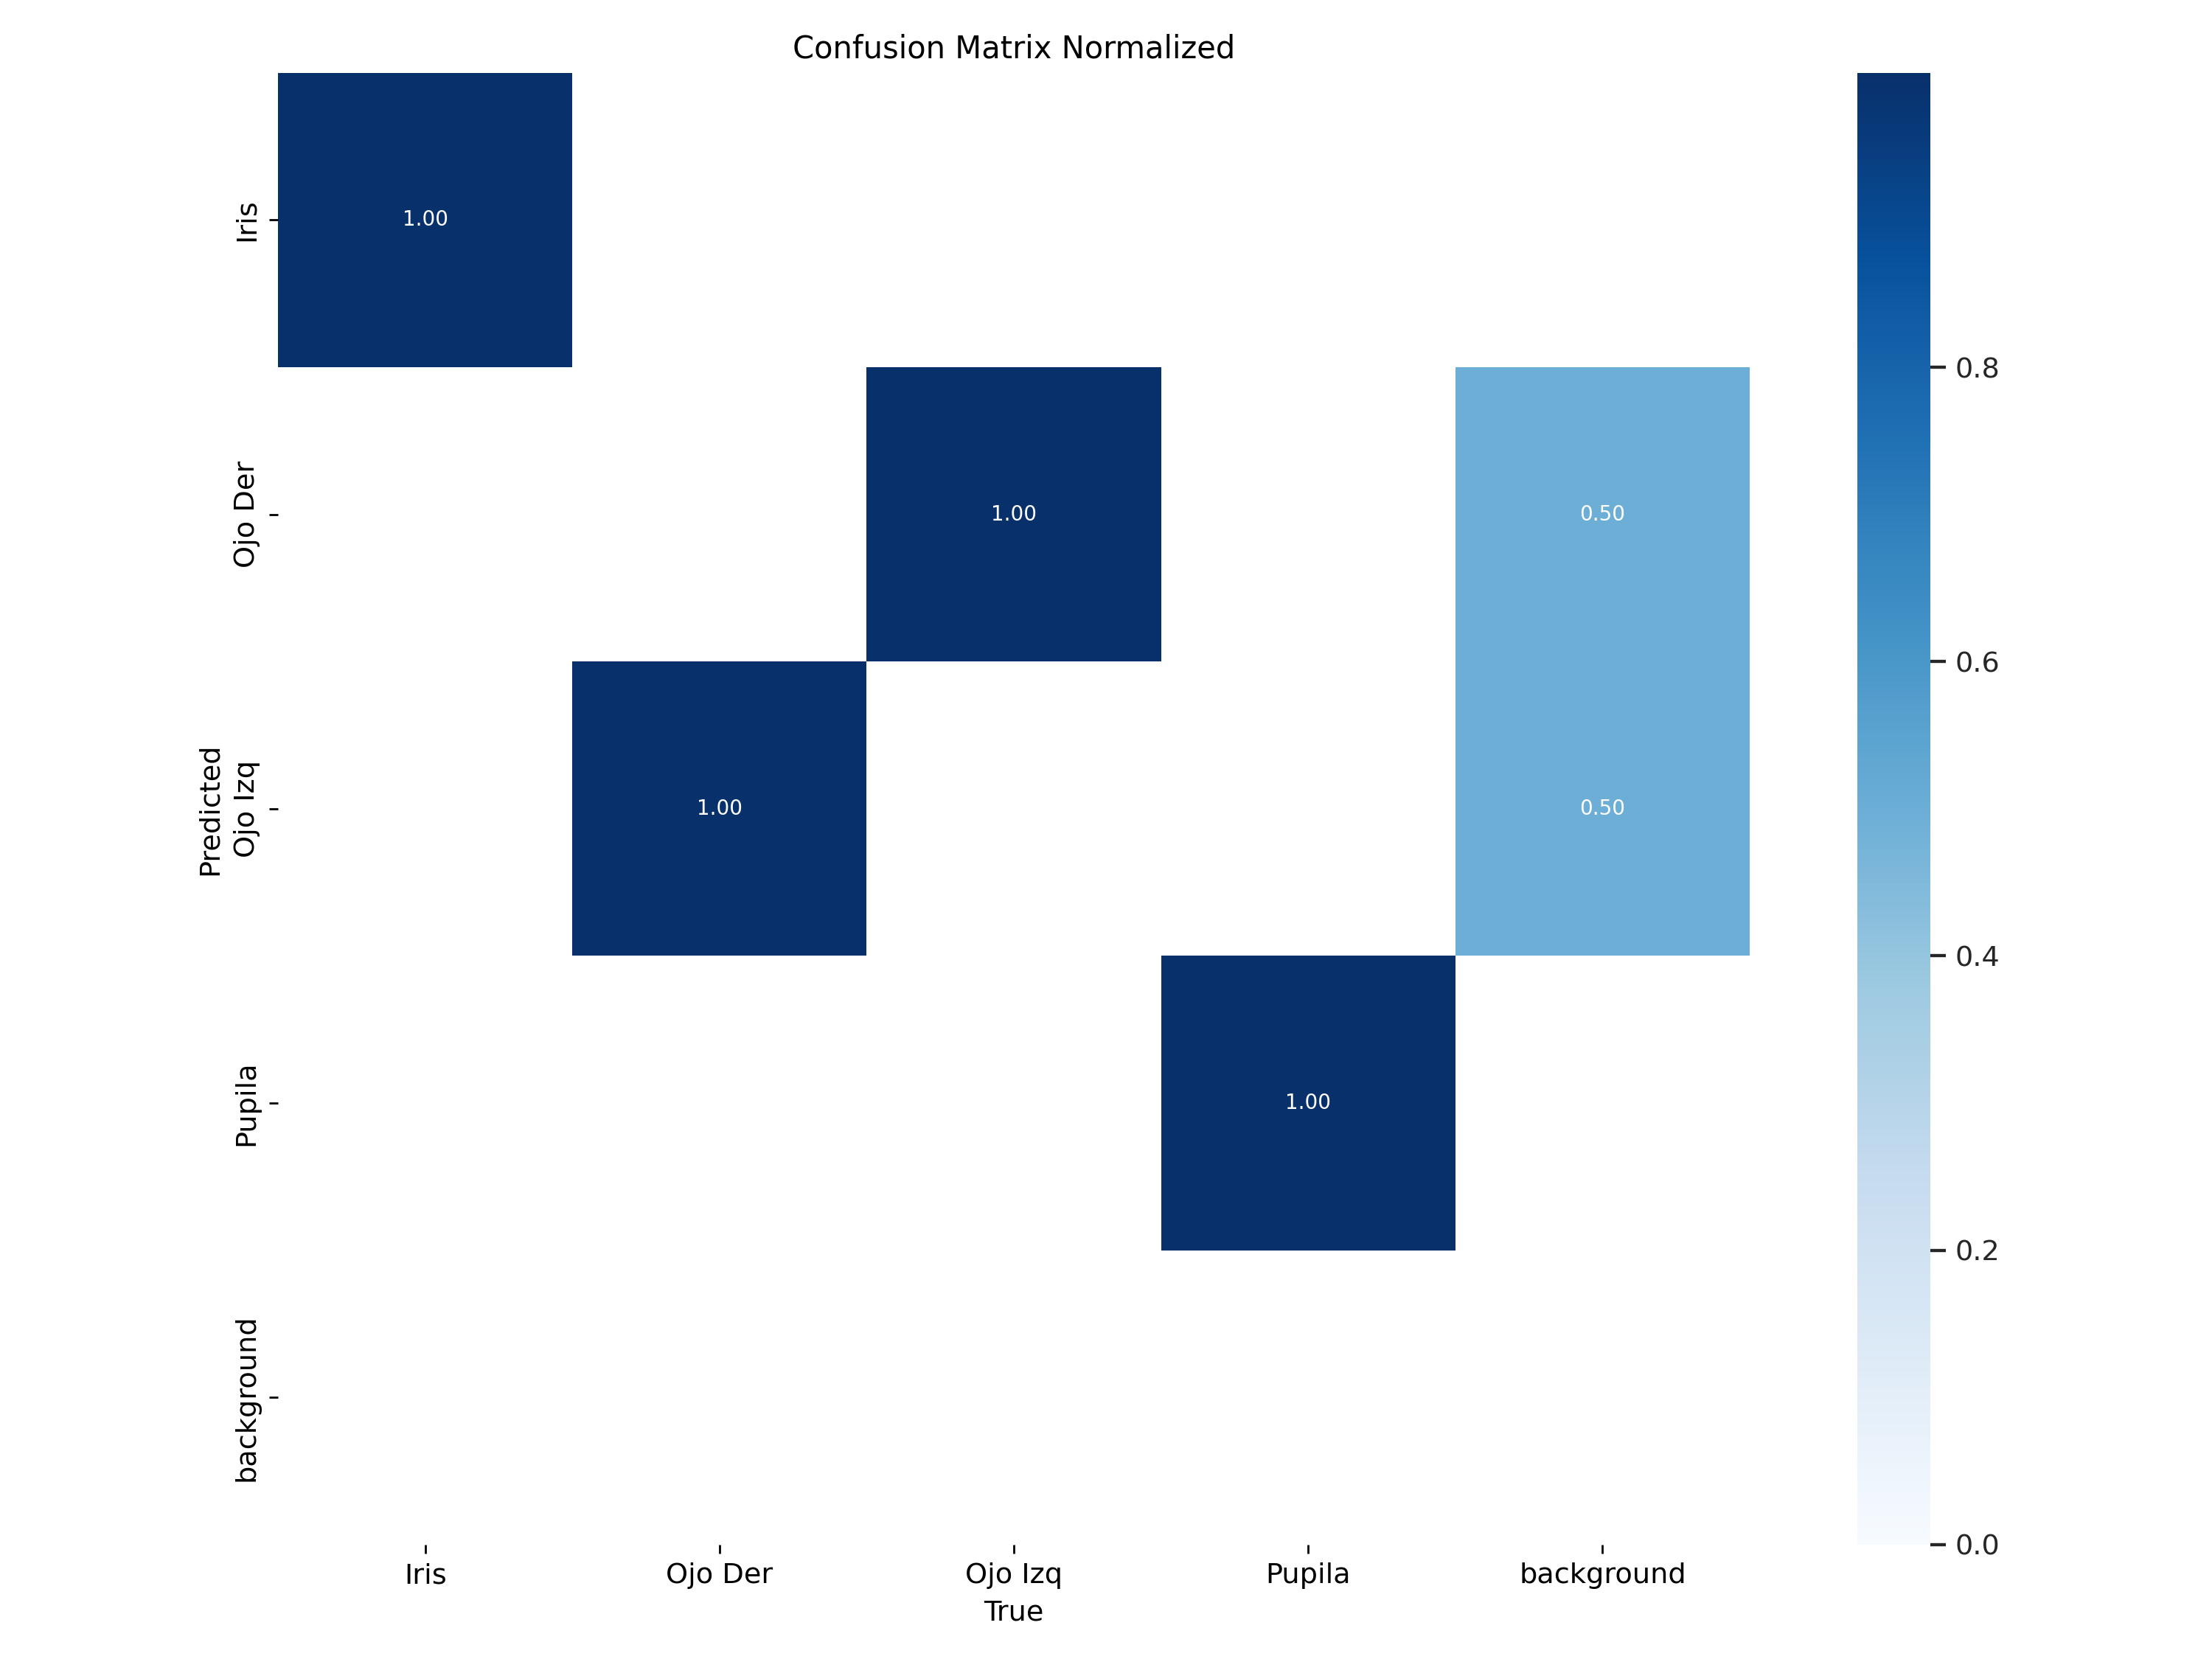 Confusion Matrix Normalized
Iris
1.00
Ojo Der
1.00
0.50
Predicted
Ojo Izq
1.00
0.50
Pupila
1.00
background
Iris
Ojo Der
Ojo Izq
Pupila
background
True
0.8
0.6
0.4
0.2
0.0